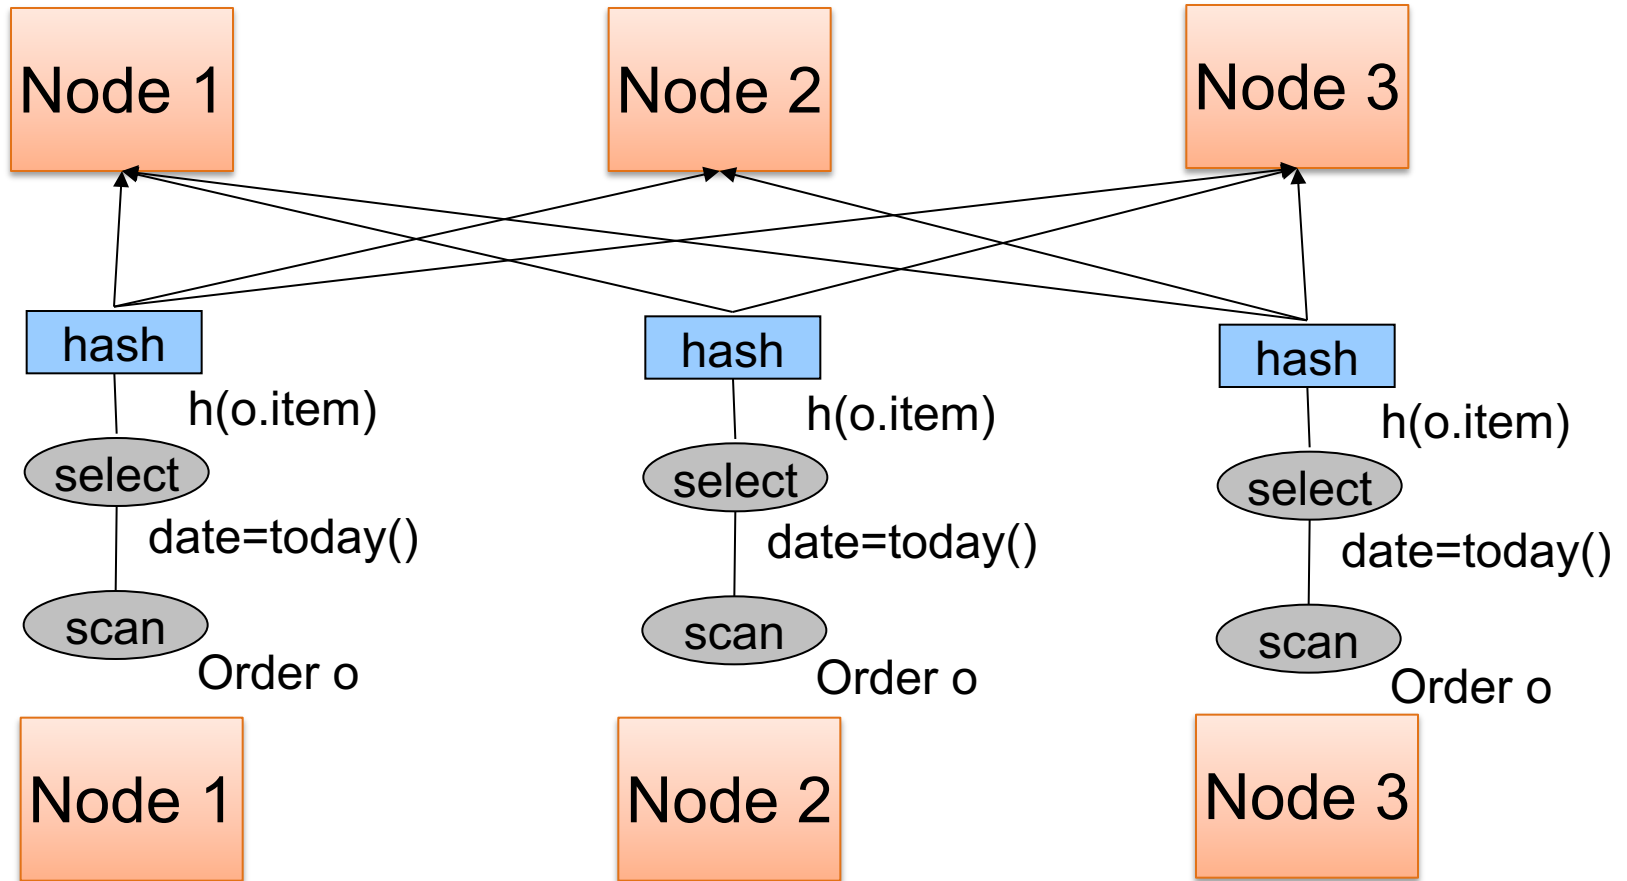 Node 1
Node 2
Node 3
hash
hash
hash
h(o.item)
h(o.item)
h(o.item)
select
select
select
date=today()
date=today()
date=today()
scan
scan
scan
Order o
Order o
Order o
Node 1
Node 2
Node 3